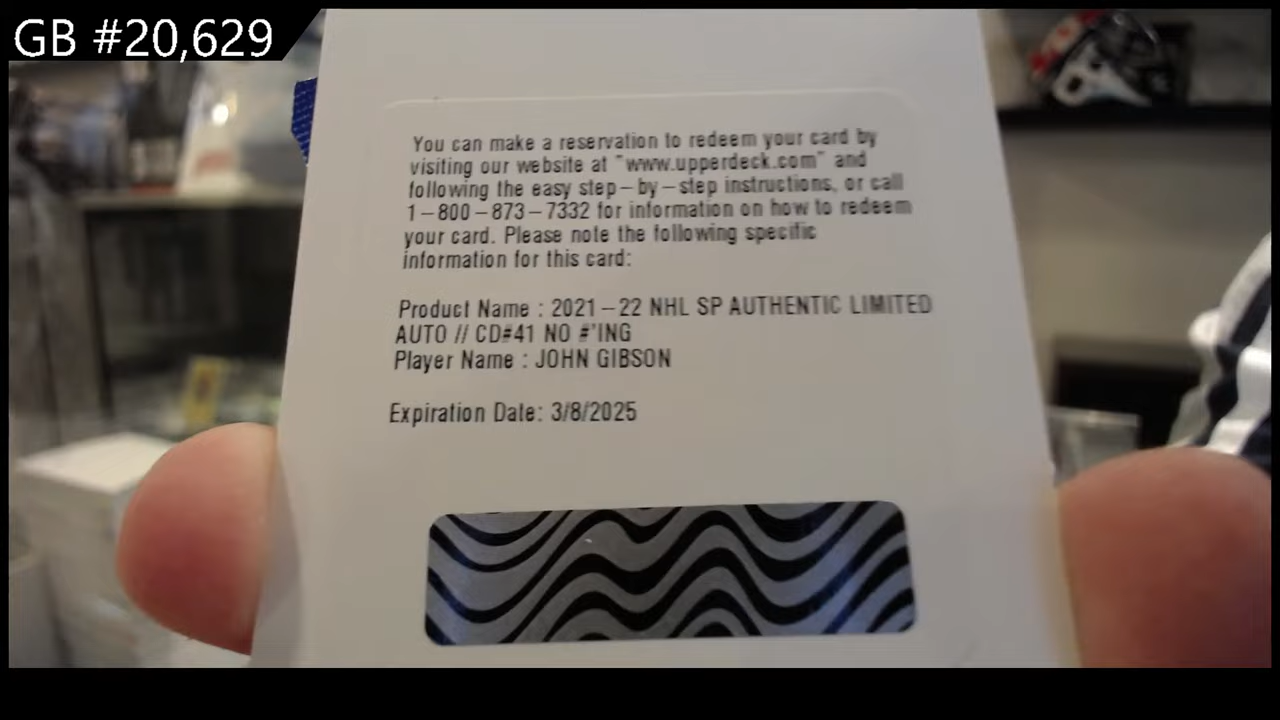 GB #20,629
You can make a reservation to redeem your card by
visiting our website at "www.upperdeck.com" and
following the easy step-by-step instructions, or call
1-800-873-7332 for information on how to redeem
your card. Please note the following specific
information for this card:
Product Name : 2021-22 NHL SP AUTHENTIC LIMITED
AUTO // CD#41 NO #'ING
Player Name : JOHN GIBSON
Expiration Date: 3/8/2025